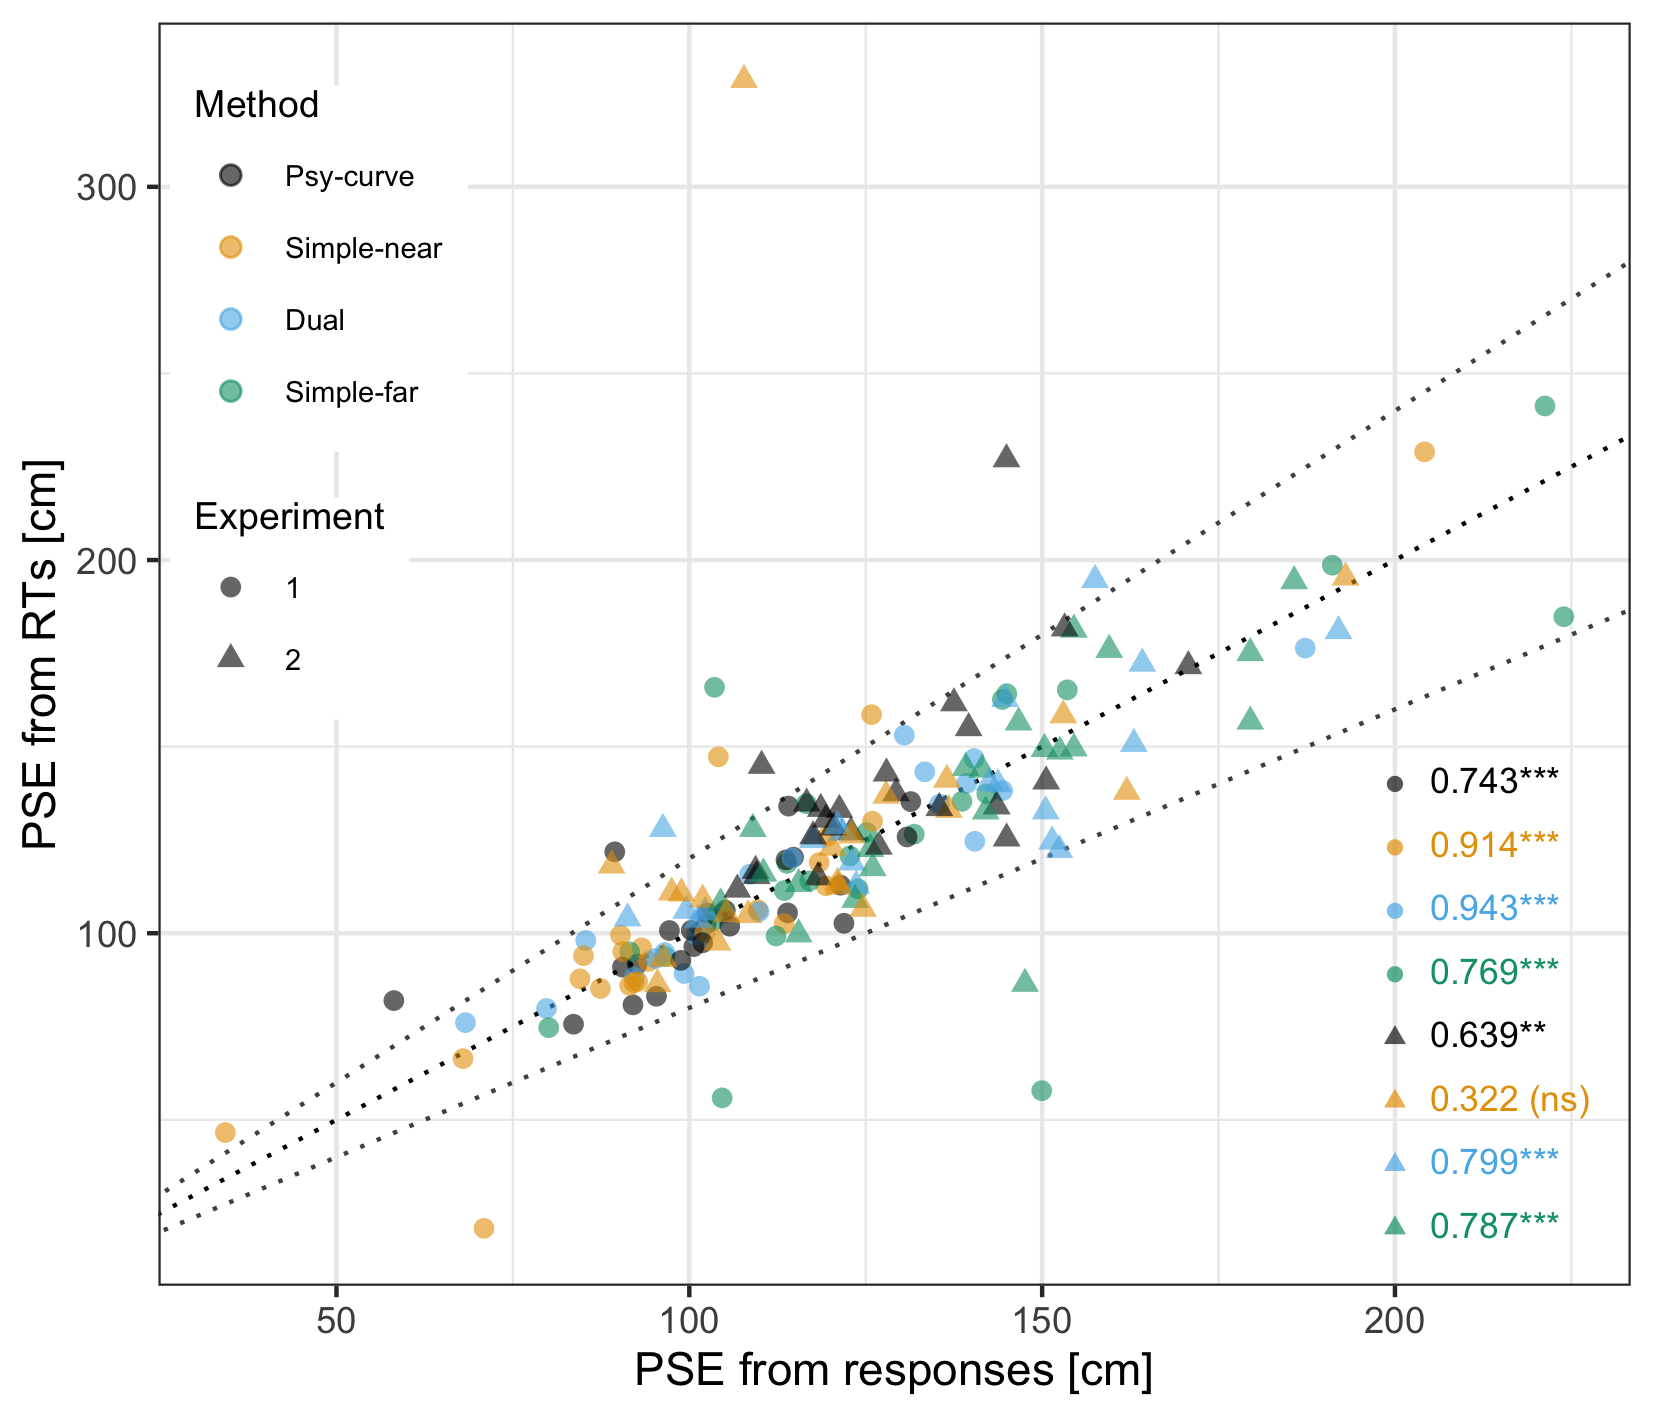 Method
Psy-curve
Simple-near
Dual
Simple-far
Experiment
1
2
300
200
100
PSE from RTs [cm]
0.743***
0.914***
0.943***
0.769***
0.639**
0.322 (ns)
0.799***
0.787***
50
100
150
200
PSE from responses [cm]